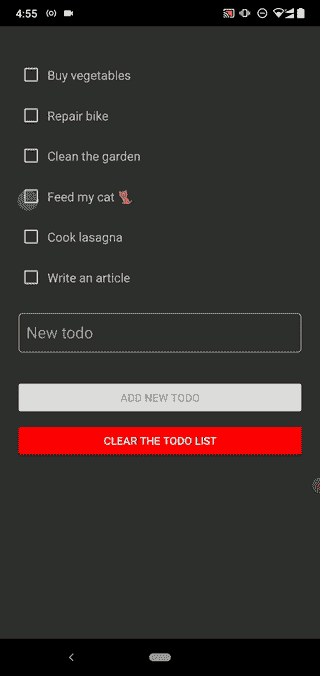 4:55
Buy vegetables
Repair bike
Clean the garden
Feed my cat 🐈
Cook lasagna
Write an article
New todo
ADD NEW TODO
CLEAR THE TODO LIST